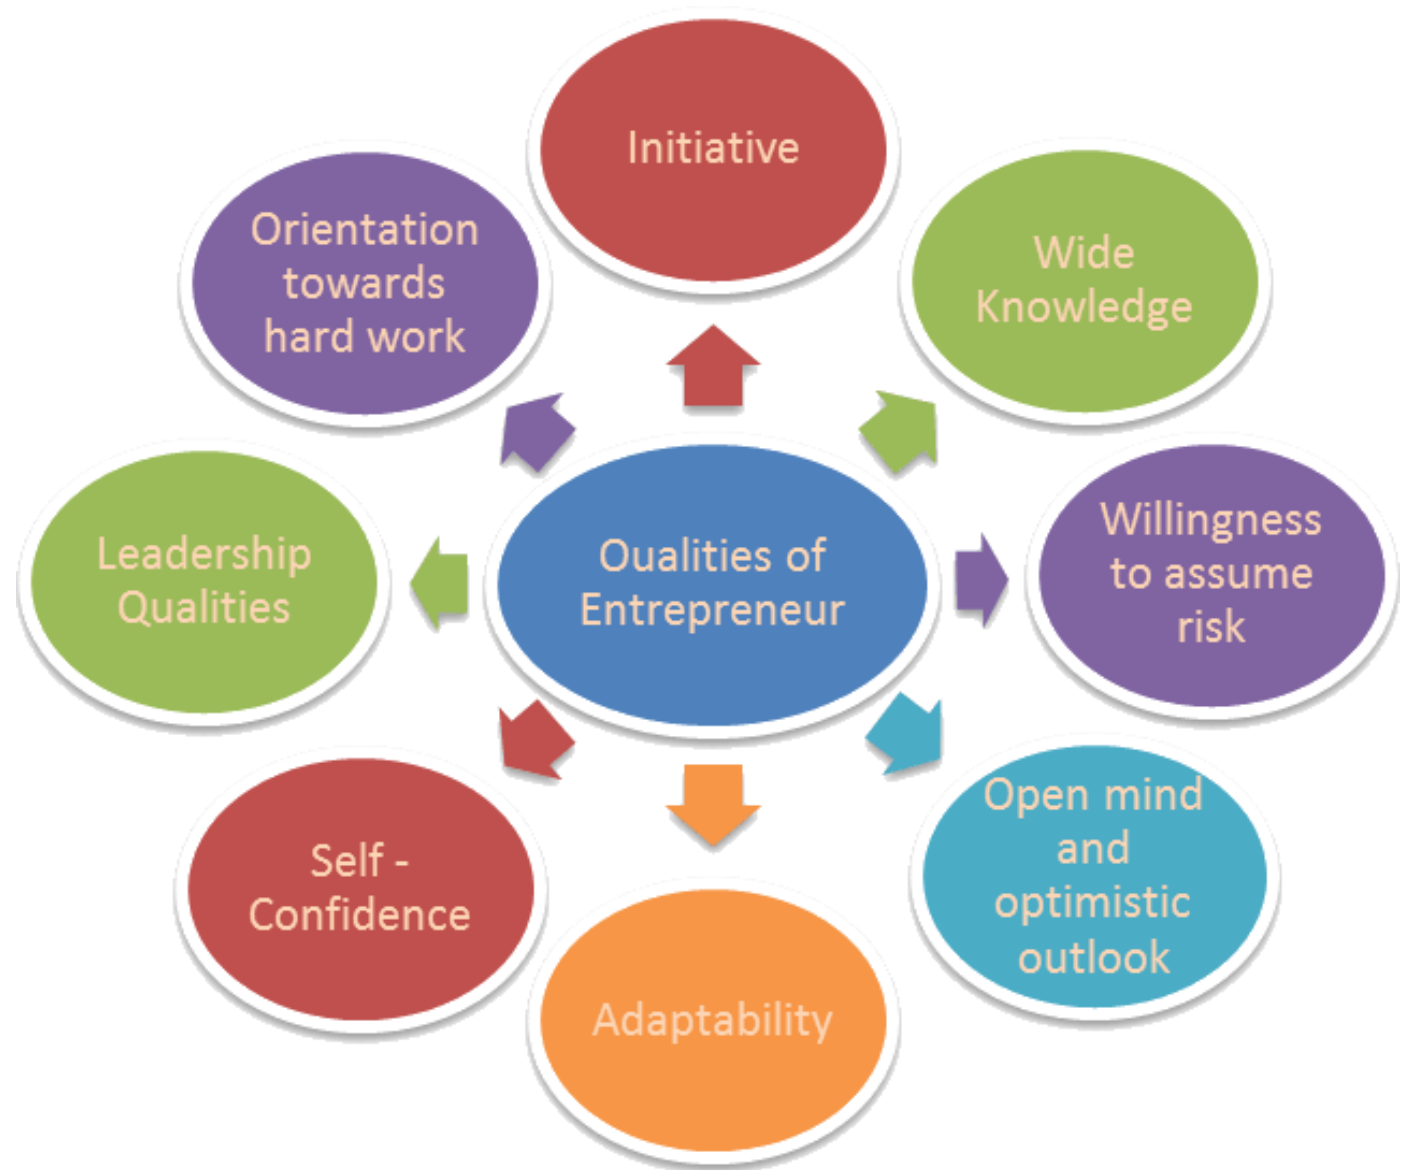 Initiative
Orientation
towards
hard work
Wide
Knowledge
Leadership
Qualities
Oualities of
Entrepreneur
Willingness
to assume
risk
Self -
Confidence
Open mind
and
optimistic
outlook
Adaptability